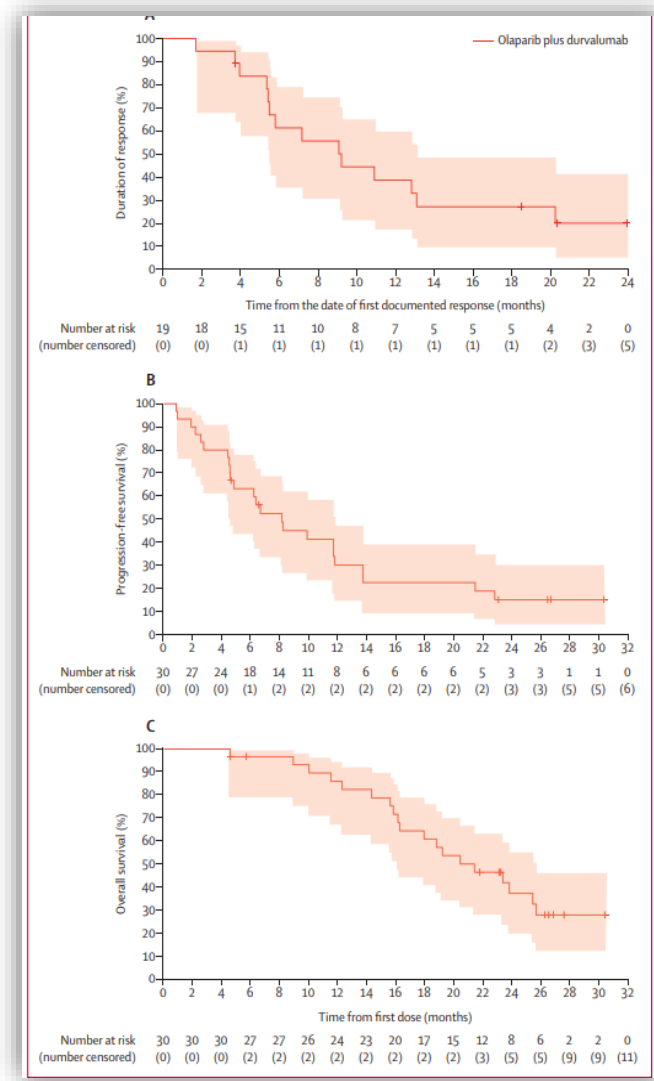 A
Olaparib plus durvalumab
Duration of response (%)
100
90
80
70
60
50
40
30
20
10
0
0 2 4 6 8 10 12 14 16 18 20 22 24
Time from the date of first documented response (months)
Number at risk 19 18 15 11 10 8 7 5 5 5 4 2 0
(number censored) (0) (0) (1) (1) (1) (1) (1) (1) (1) (1) (2) (3) (5)
B
Progression-free survival (%)
100
90
80
70
60
50
40
30
20
10
0
0 2 4 6 8 10 12 14 16 18 20 22 24 26 28 30 32
Number at risk 30 27 24 18 14 11 8 6 6 6 6 5 3 3 1 1 0
(number censored) (0) (0) (0) (1) (2) (2) (2) (2) (2) (2) (2) (2) (3) (3) (5) (5) (6)
C
Overall survival (%)
100
90
80
70
60
50
40
30
20
10
0
0 2 4 6 8 10 12 14 16 18 20 22 24 26 28 30 32
Time from first dose (months)
Number at risk 30 30 30 27 27 26 24 23 20 17 15 12 8 6 2 2 0
(number censored) (0) (0) (0) (2) (2) (2) (2) (2) (2) (2) (2) (3) (5) (5) (9) (9) (11)